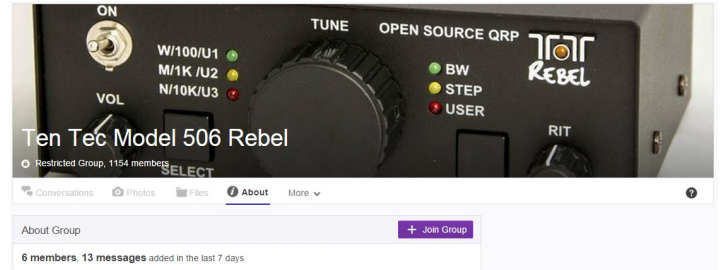 ON
TUNE
OPEN SOURCE QRP
TT
REBEL
W/100/U1
M/1K /U2
N/10K/U3
BW
STEP
USER
VOL
RIT
Ten Tec Model 506 Rebel
Restricted Group, 1154 members
SELECT
Conversations
Photos
Files
About
More
?
About Group
+ Join Group
6 members, 13 messages added in the last 7 days